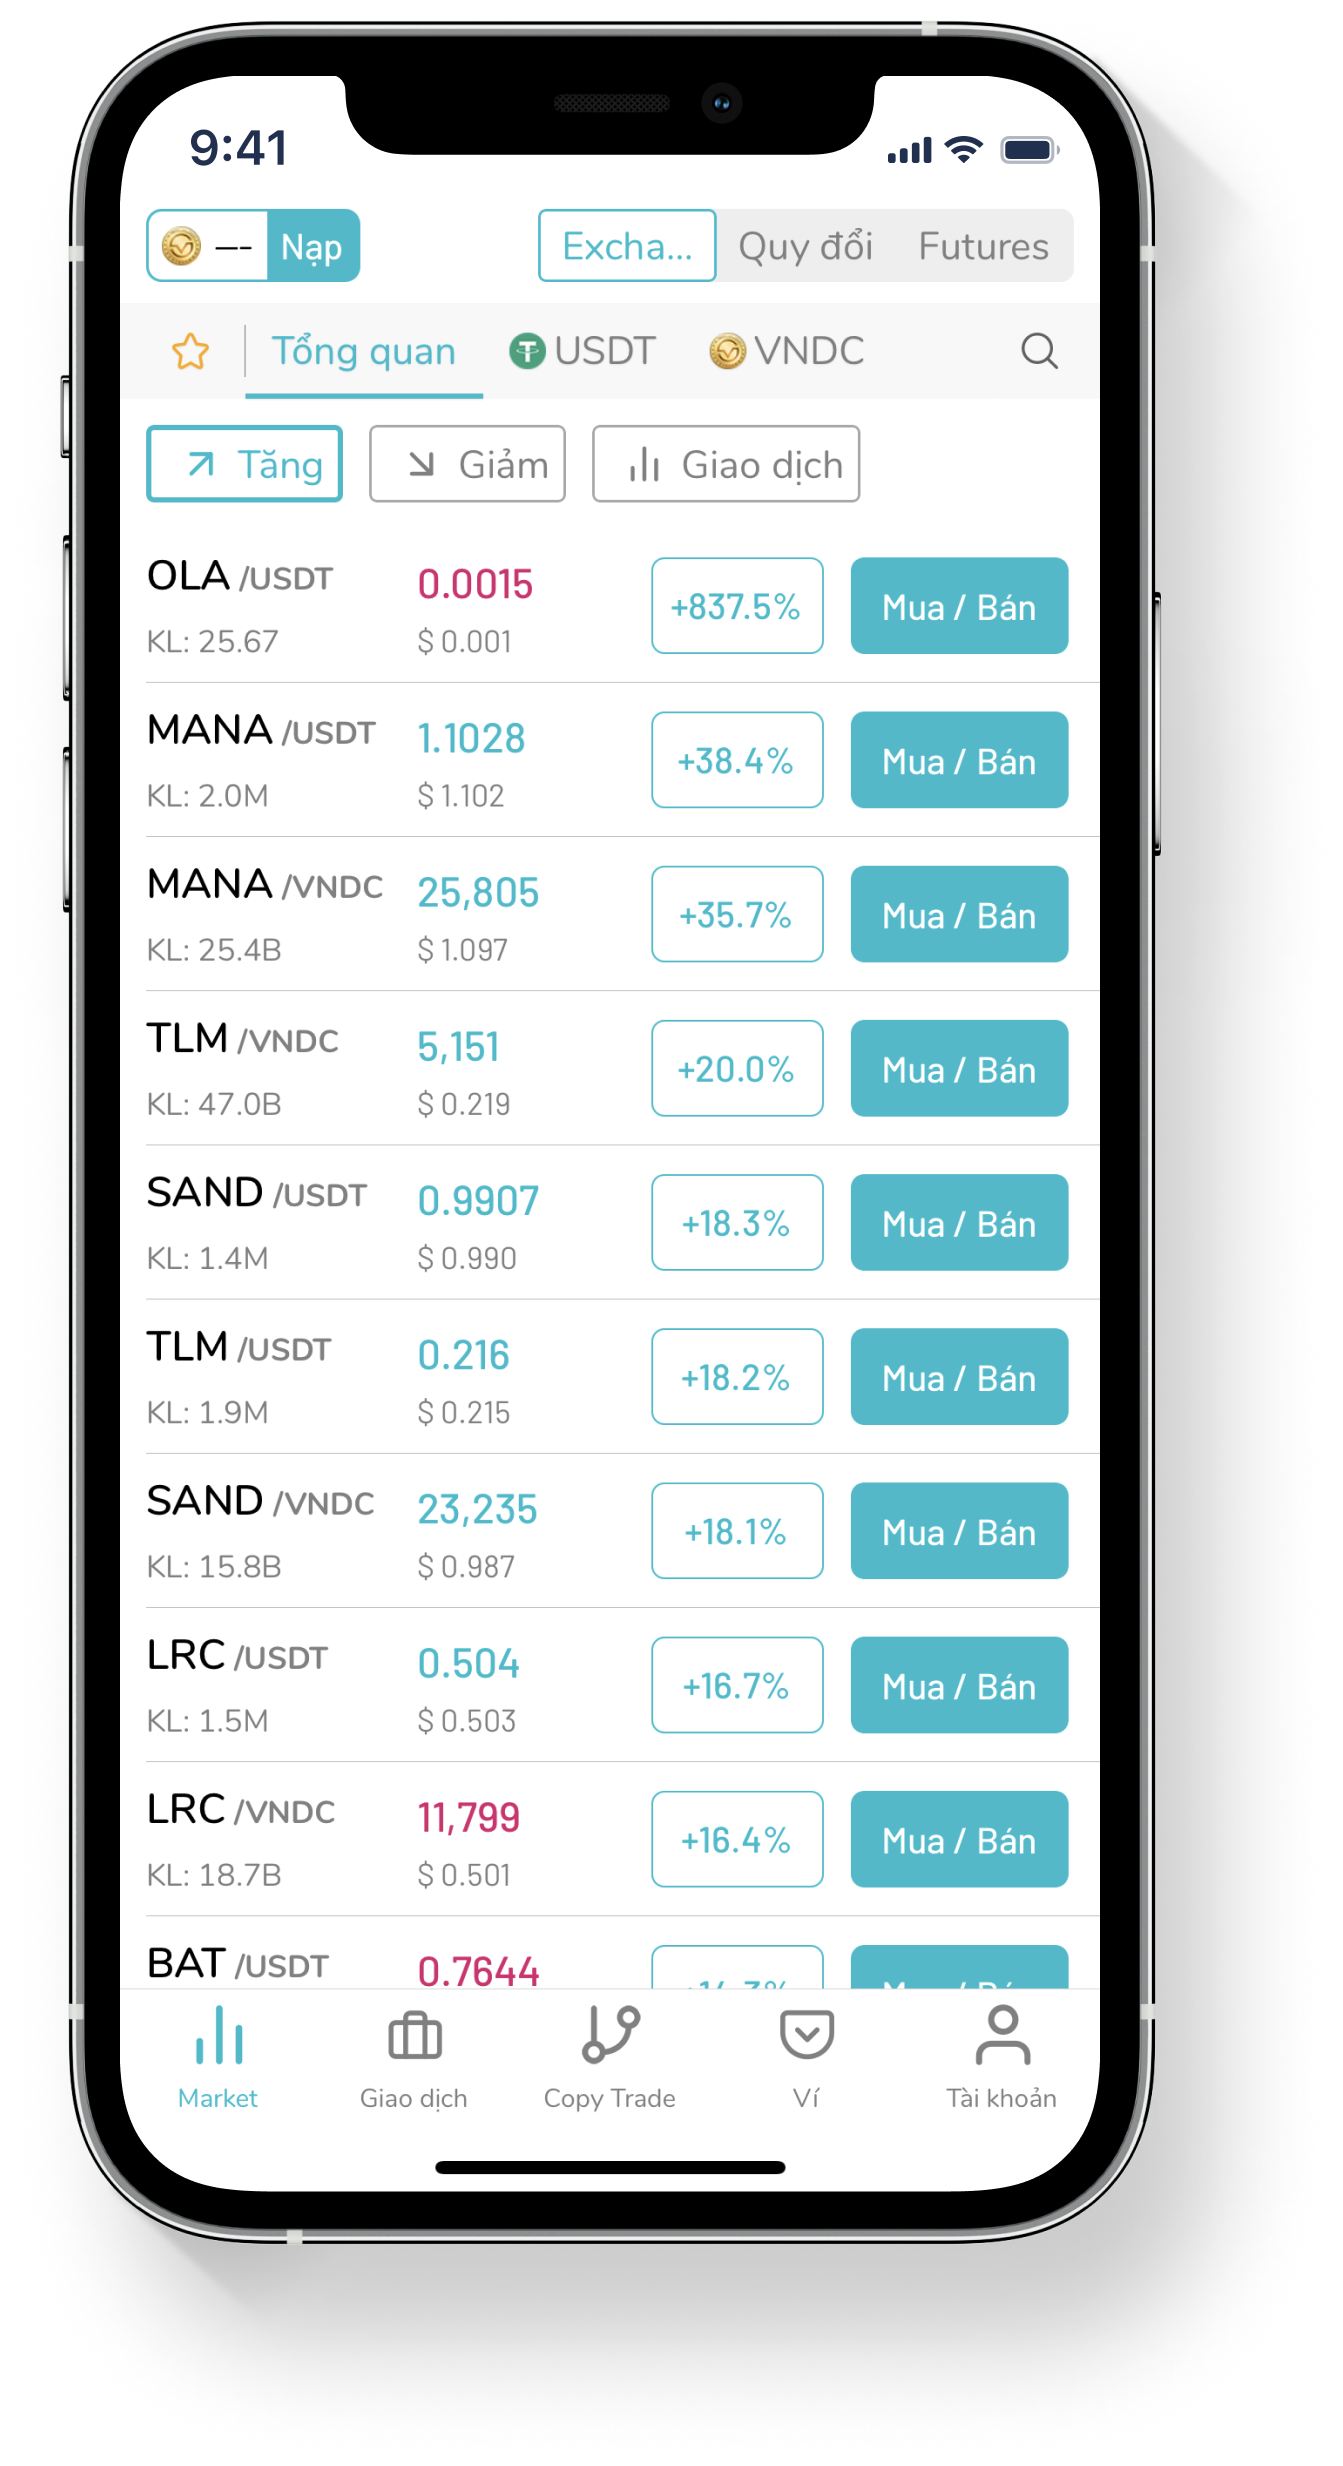 9:41
—- Nạp Excha... Quy đổi Futures
Tổng quan USDT VNDC
Tăng Giảm Giao dịch
OLA /USDT 0.0015 +837.5% Mua / Bán
KL: 25.67 $ 0.001
MANA /USDT 1.1028 +38.4% Mua / Bán
KL: 2.0M $ 1.102
MANA /VNDC 25,805 +35.7% Mua / Bán
KL: 25.4B $ 1.097
TLM /VNDC 5,151 +20.0% Mua / Bán
KL: 47.0B $ 0.219
SAND /USDT 0.9907 +18.3% Mua / Bán
KL: 1.4M $ 0.990
TLM /USDT 0.216 +18.2% Mua / Bán
KL: 1.9M $ 0.215
SAND /VNDC 23,235 +18.1% Mua / Bán
KL: 15.8B $ 0.987
LRC /USDT 0.504 +16.7% Mua / Bán
KL: 1.5M $ 0.503
LRC /VNDC 11,799 +16.4% Mua / Bán
KL: 18.7B $ 0.501
BAT /USDT 0.7644
Market Giao dịch Copy Trade Ví Tài khoản